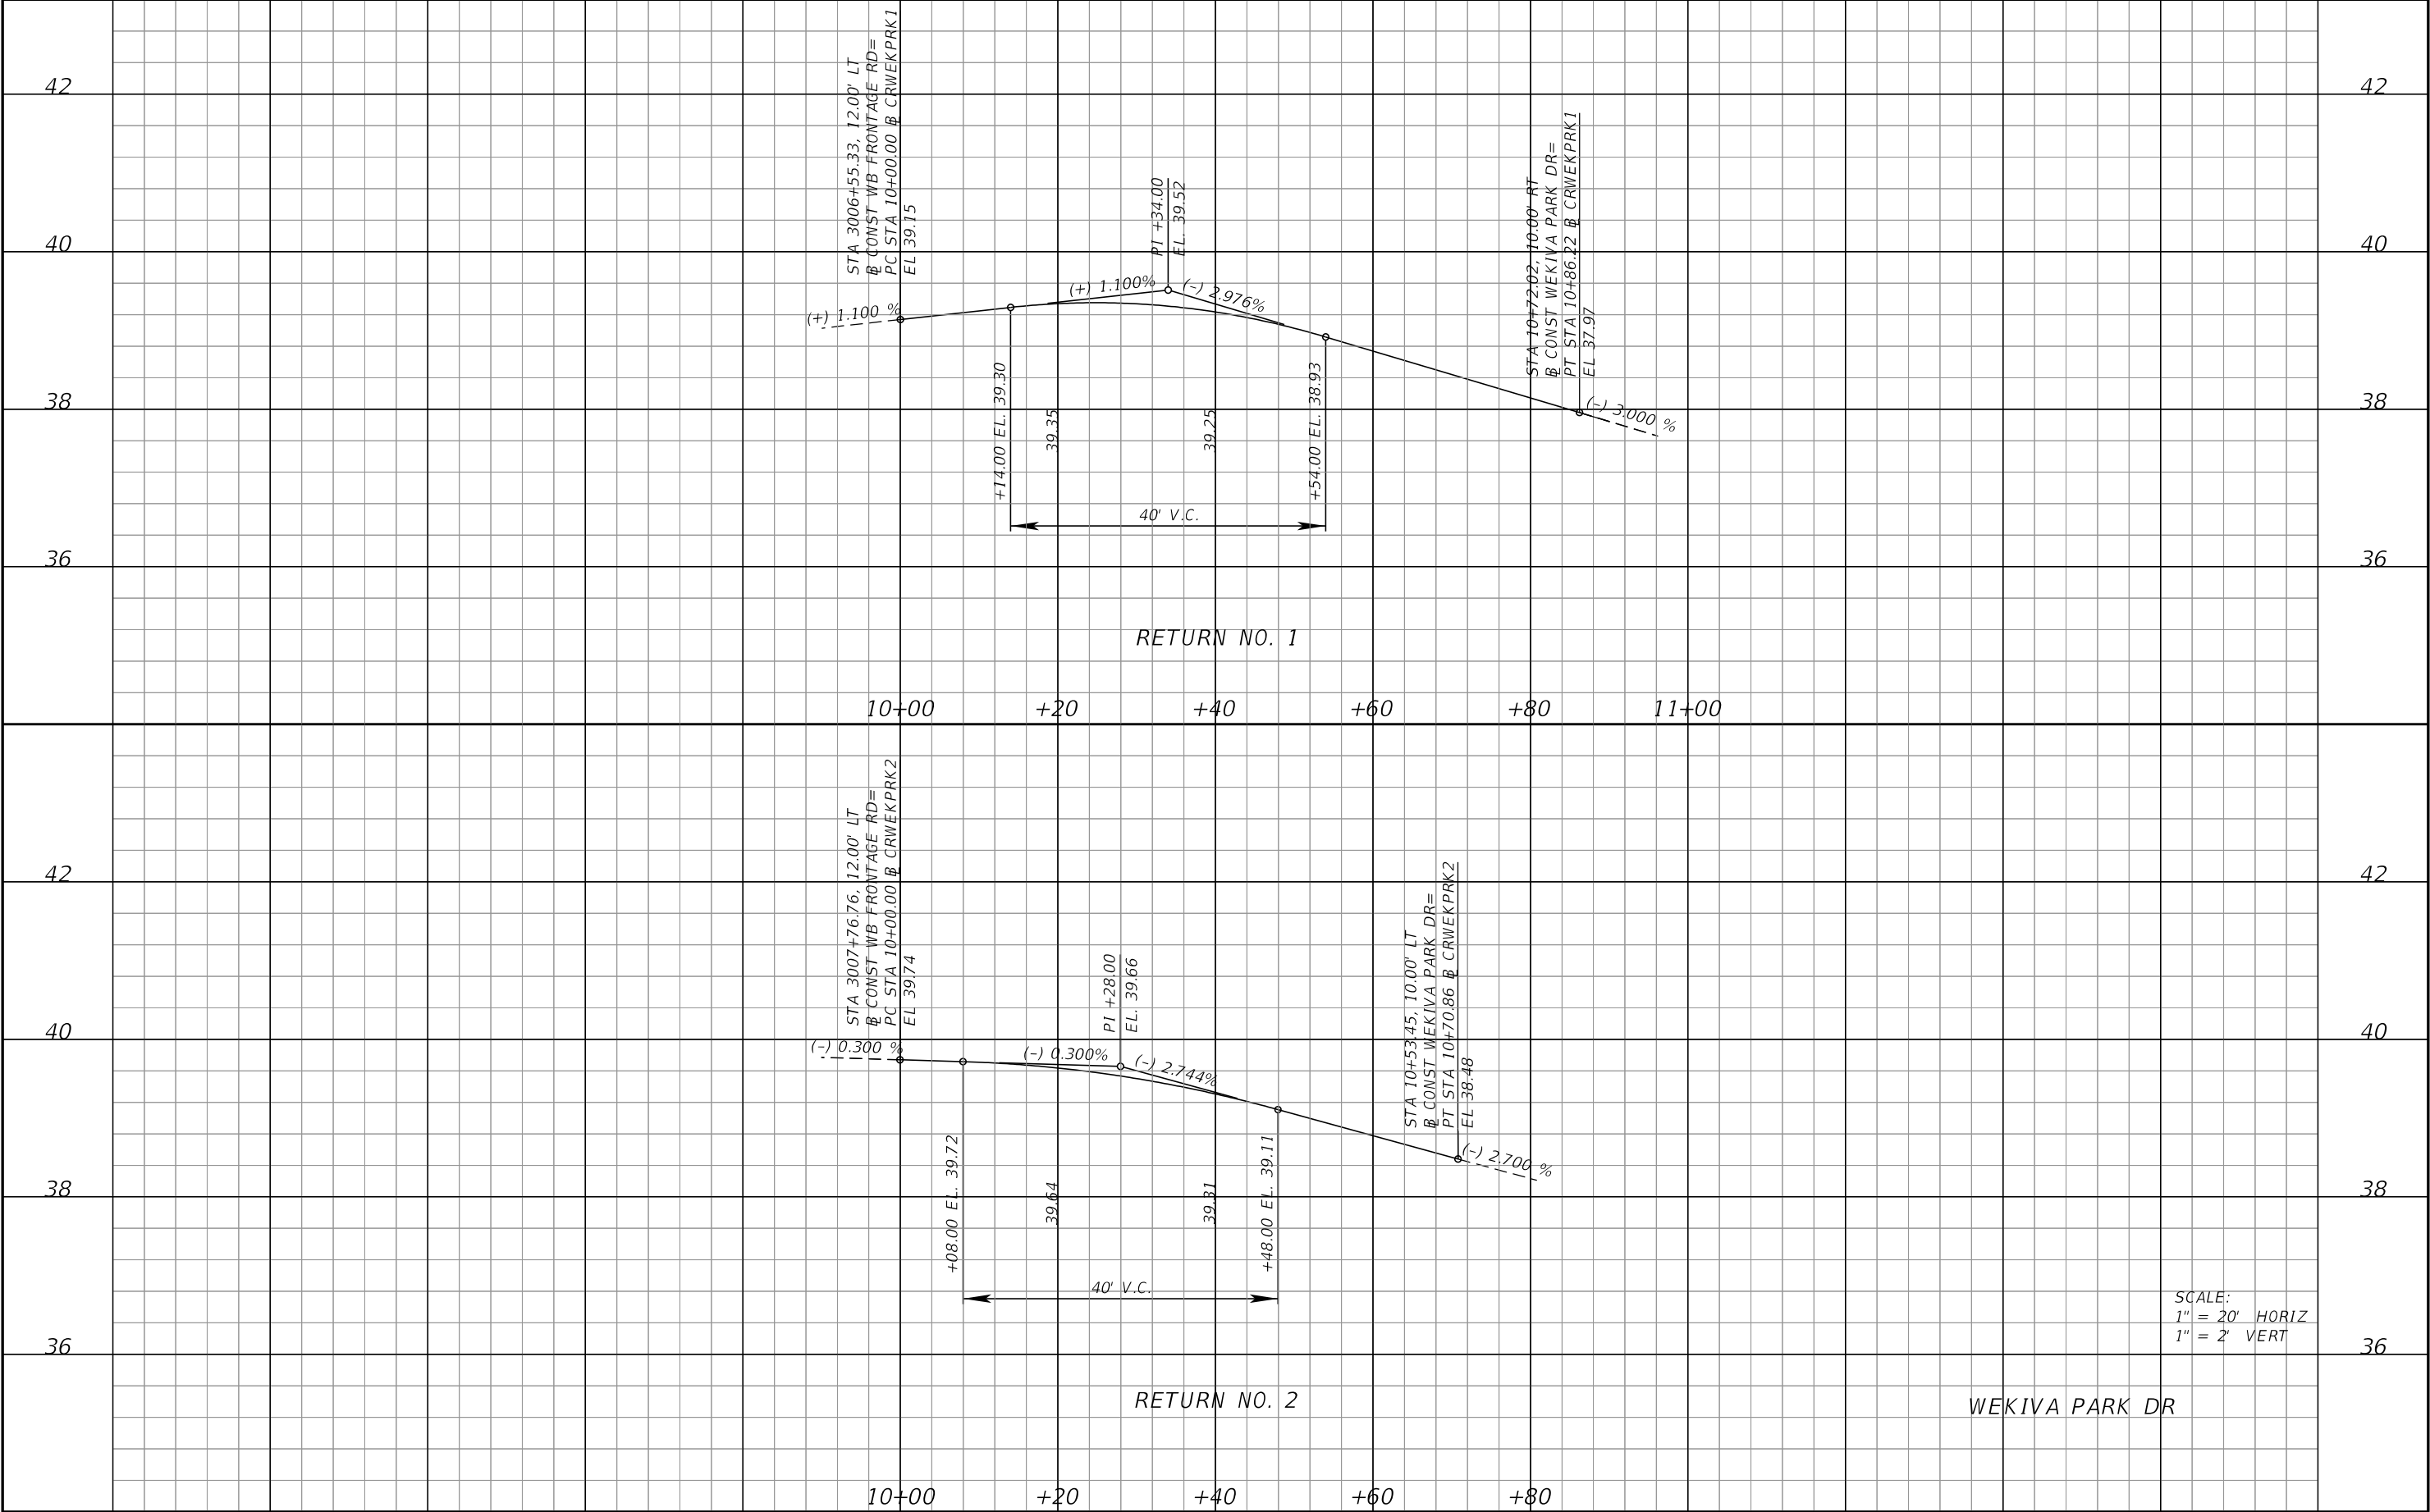 42
42
40
40
38
38
36
36
STA 3006+55.33, 12.00' LT
℄ CONST WB FRONTAGE RD=
PC STA 10+00.00 ℄ CRWEKPRK1
EL 39.15
(+) 1.100 %
(+) 1.100%
PI +34.00
EL. 39.52
(-) 2.976%
STA 10+72.02, 10.00' RT
℄ CONST WEKIVA PARK DR=
PT STA 10+86.22 ℄ CRWEKPRK1
EL 37.97
(-) 3.000 %
+14.00 EL. 39.30
39.35
39.25
+54.00 EL. 38.93
40' V.C.
RETURN NO. 1
10+00 +20 +40 +60 +80 11+00
42
42
40
40
38
38
36
36
STA 3007+76.76, 12.00' LT
℄ CONST WB FRONTAGE RD=
PC STA 10+00.00 ℄ CRWEKPRK2
EL 39.74
(-) 0.300 %
(-) 0.300%
PI +28.00
EL. 39.66
(-) 2.744%
STA 10+53.45, 10.00' LT
℄ CONST WEKIVA PARK DR=
PT STA 10+70.86 ℄ CRWEKPRK2
EL 38.48
(-) 2.700 %
+08.00 EL. 39.72
39.64
39.31
+48.00 EL. 39.11
40' V.C.
SCALE:
1" = 20' HORIZ
1" = 2' VERT
RETURN NO. 2
WEKIVA PARK DR
10+00 +20 +40 +60 +80